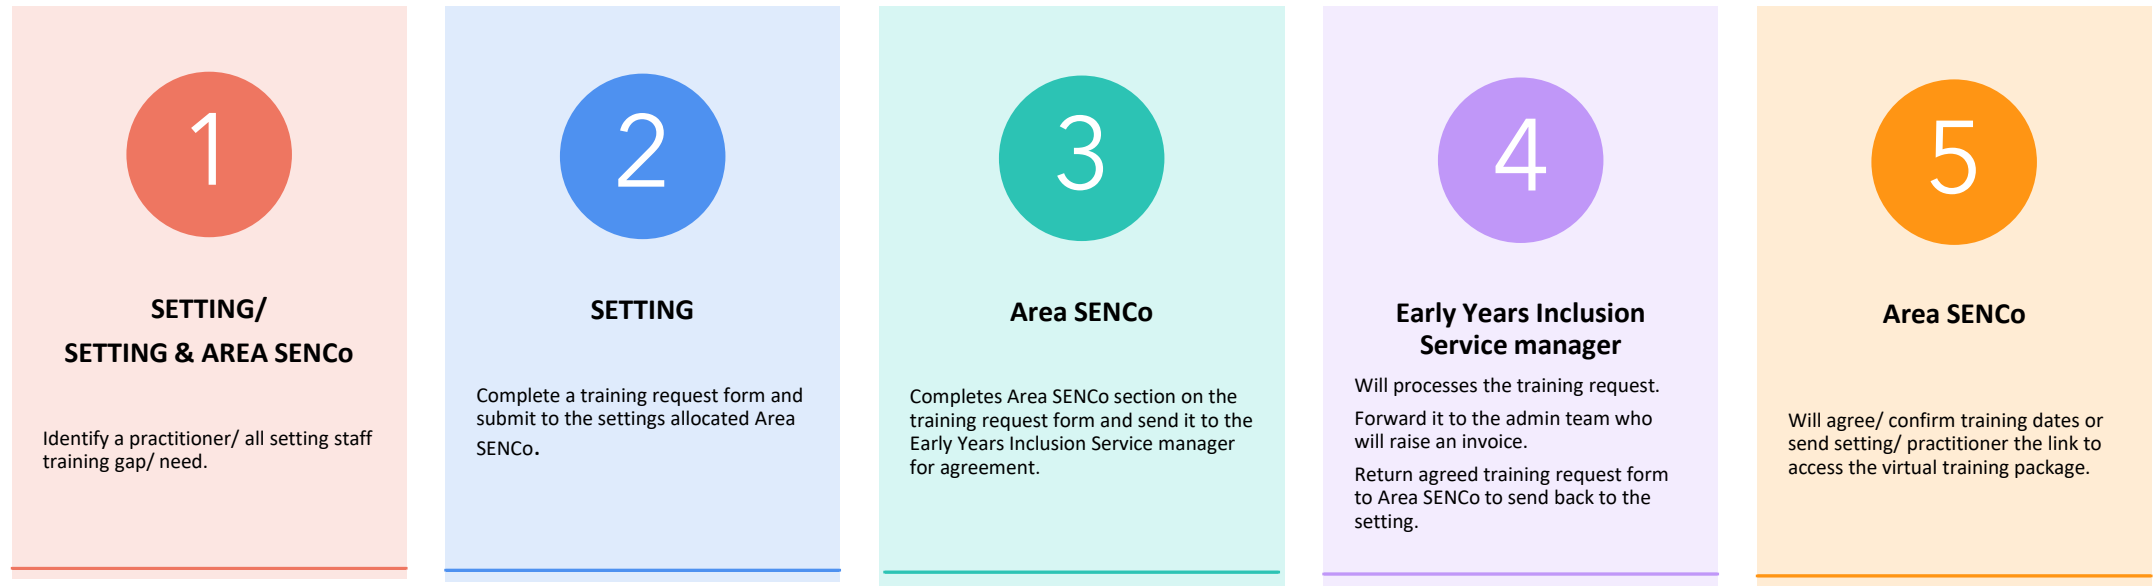 1
SETTING/
SETTING & AREA SENCo
Identify a practitioner/ all setting staff
training gap/ need.
2
SETTING
Complete a training request form and
submit to the settings allocated Area
SENCo.
3
Area SENCo
Completes Area SENCo section on the
training request form and send it to the
Early Years Inclusion Service manager
for agreement.
4
Early Years Inclusion
Service manager
Will processes the training request.
Forward it to the admin team who
will raise an invoice.
Return agreed training request form
to Area SENCo to send back to the
setting.
5
Area SENCo
Will agree/ confirm training dates or
send setting/ practitioner the link to
access the virtual training package.